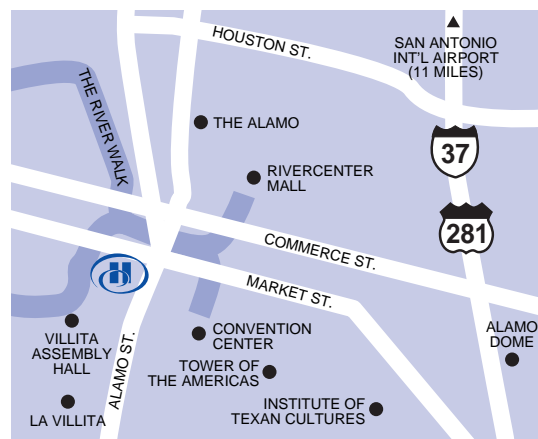 HOUSTON ST.
SAN ANTONIO
INT'L AIRPORT
(11 MILES)
THE RIVER WALK
THE ALAMO
37
RIVERCENTER
MALL
281
COMMERCE ST.
H
MARKET ST.
VILLITA
ASSEMBLY
HALL
ALAMO ST.
CONVENTION
CENTER
ALAMO
DOME
TOWER OF
THE AMERICAS
LA VILLITA
INSTITUTE OF
TEXAN CULTURES